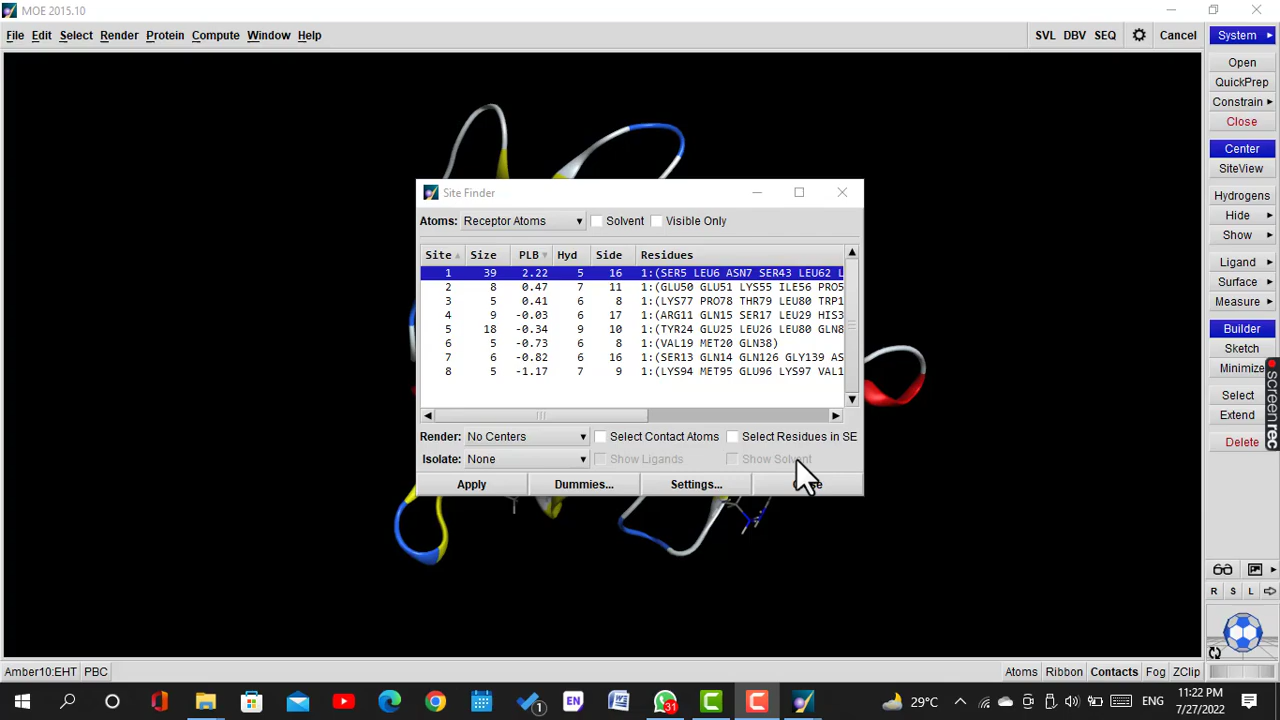 MOE 2015.10
File Edit Select Render Protein Compute Window Help
SVL DBV SEQ Cancel
System
Open
QuickPrep
Constrain
Close
Center
SiteView
Hydrogens
Hide
Show
Ligand
Surface
Measure
Builder
Sketch
Minimize
Select
Extend
Delete
R S L
Screenrec
Site Finder
Atoms: Receptor Atoms Solvent Visible Only
Site Size PLB Hyd Side Residues
1 39 2.22 5 16 1:(SER5 LEU6 ASN7 SER43 LEU62 L
2 8 0.47 7 11 1:(GLU50 GLU51 LYS55 ILE56 PRO5
3 5 0.41 6 8 1:(LYS77 PRO78 THR79 LEU80 TRP1
4 9 -0.03 6 17 1:(ARG11 GLN15 SER17 LEU29 HIS3
5 18 -0.34 9 10 1:(TYR24 GLU25 LEU26 LEU80 GLN8
6 5 -0.73 6 8 1:(VAL19 MET20 GLN38)
7 6 -0.82 6 16 1:(SER13 GLN14 GLN126 GLY139 AS
8 5 -1.17 7 9 1:(LYS94 MET95 GLU96 LYS97 VAL1
Render: No Centers Select Contact Atoms Select Residues in SE
Isolate: None Show Ligands Show Solvent
Apply Dummies... Settings... Close
Amber10:EHT PBC
Atoms Ribbon Contacts Fog ZClip
1 EN 31 29°C ENG
11:22 PM
7/27/2022